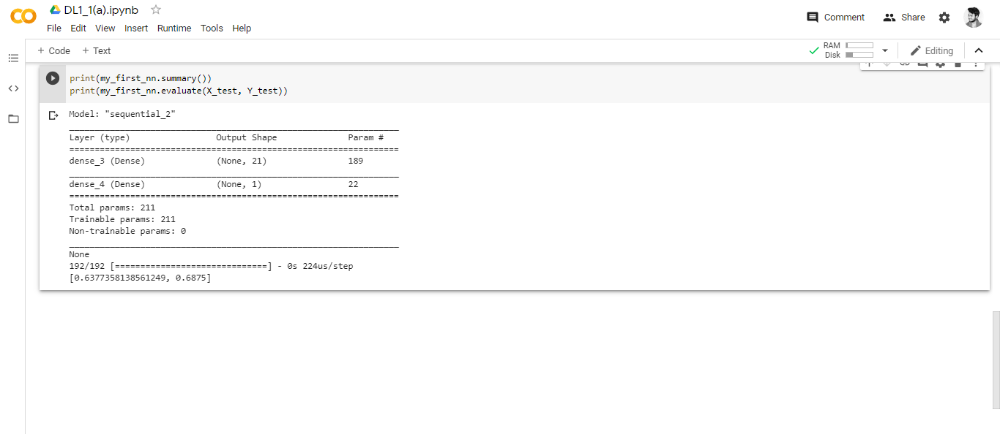 DL1_1(a).ipynb
File Edit View Insert Runtime Tools Help
Comment Share
+ Code + Text
RAM
Disk
Editing
print(my_first_nn.summary())
print(my_first_nn.evaluate(X_test, Y_test))
Model: "sequential_2"
_________________________________________________________________
Layer (type)                 Output Shape              Param #
=================================================================
dense_3 (Dense)              (None, 21)                189
_________________________________________________________________
dense_4 (Dense)              (None, 1)                 22
=================================================================
Total params: 211
Trainable params: 211
Non-trainable params: 0
_________________________________________________________________
None
192/192 [==============================] - 0s 224us/step
[0.6377358138561249, 0.6875]